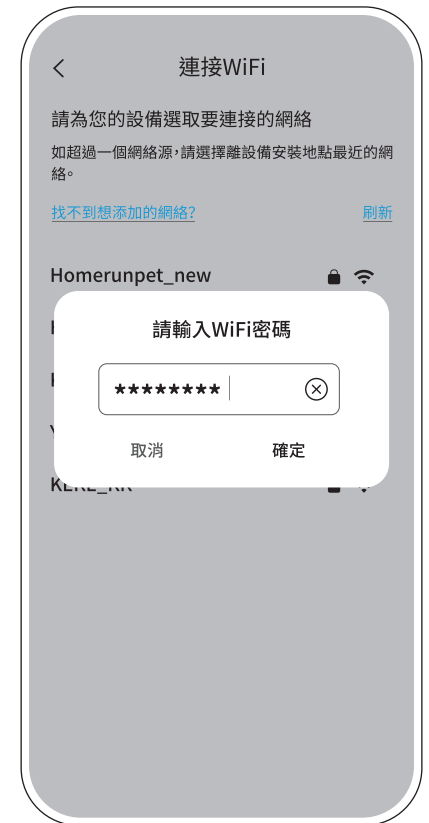 連接WiFi
請為您的設備選取要連接的網絡
如超過一個網絡源，請選擇離設備安裝地點最近的網
絡。
找不到想添加的網絡？
刷新
Homerunpet_new
請輸入WiFi密碼
********
取消
確定